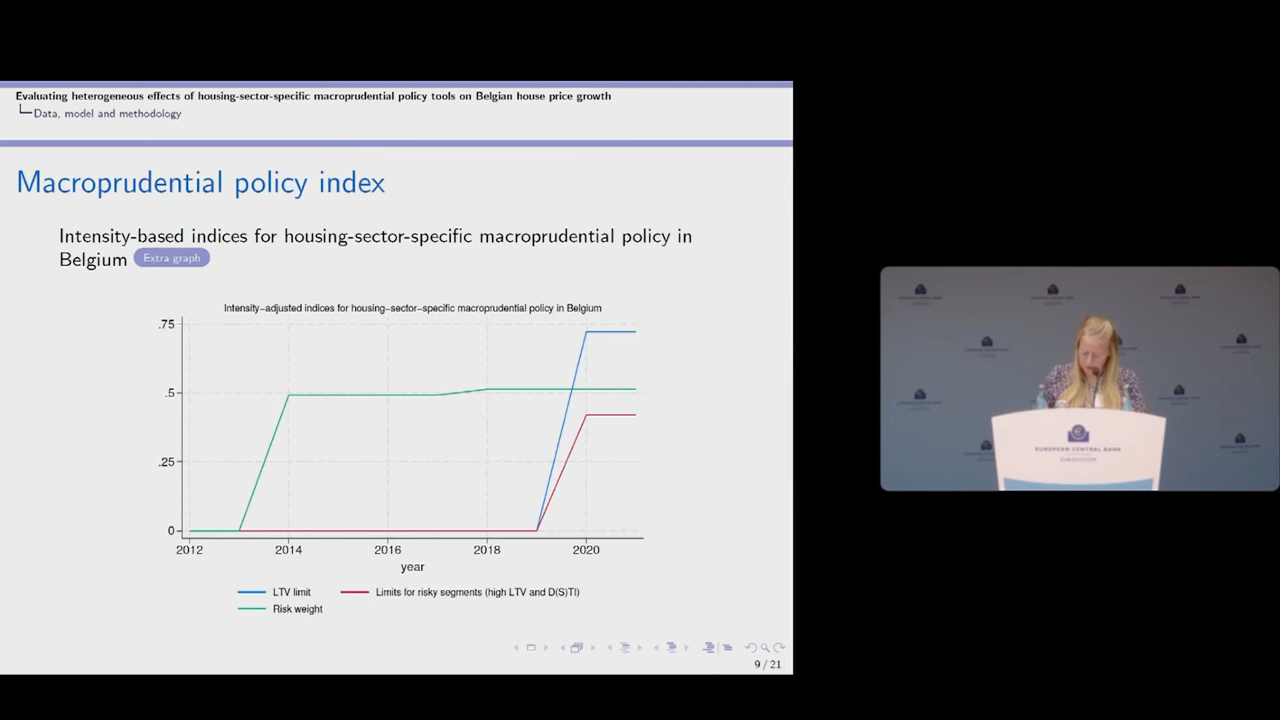 Evaluating heterogeneous effects of housing-sector-specific macroprudential policy tools on Belgian house price growth
Data, model and methodology
Macroprudential policy index
Intensity-based indices for housing-sector-specific macroprudential policy in
Belgium Extra graph
Intensity–adjusted indices for housing–sector–specific macroprudential policy in Belgium
.75
.5
.25
0
2012 2014 2016 2018 2020
year
LTV limit Limits for risky segments (high LTV and D(S)TI)
Risk weight
9 / 21
EUROPEAN CENTRAL BANK
EUROSYSTEM